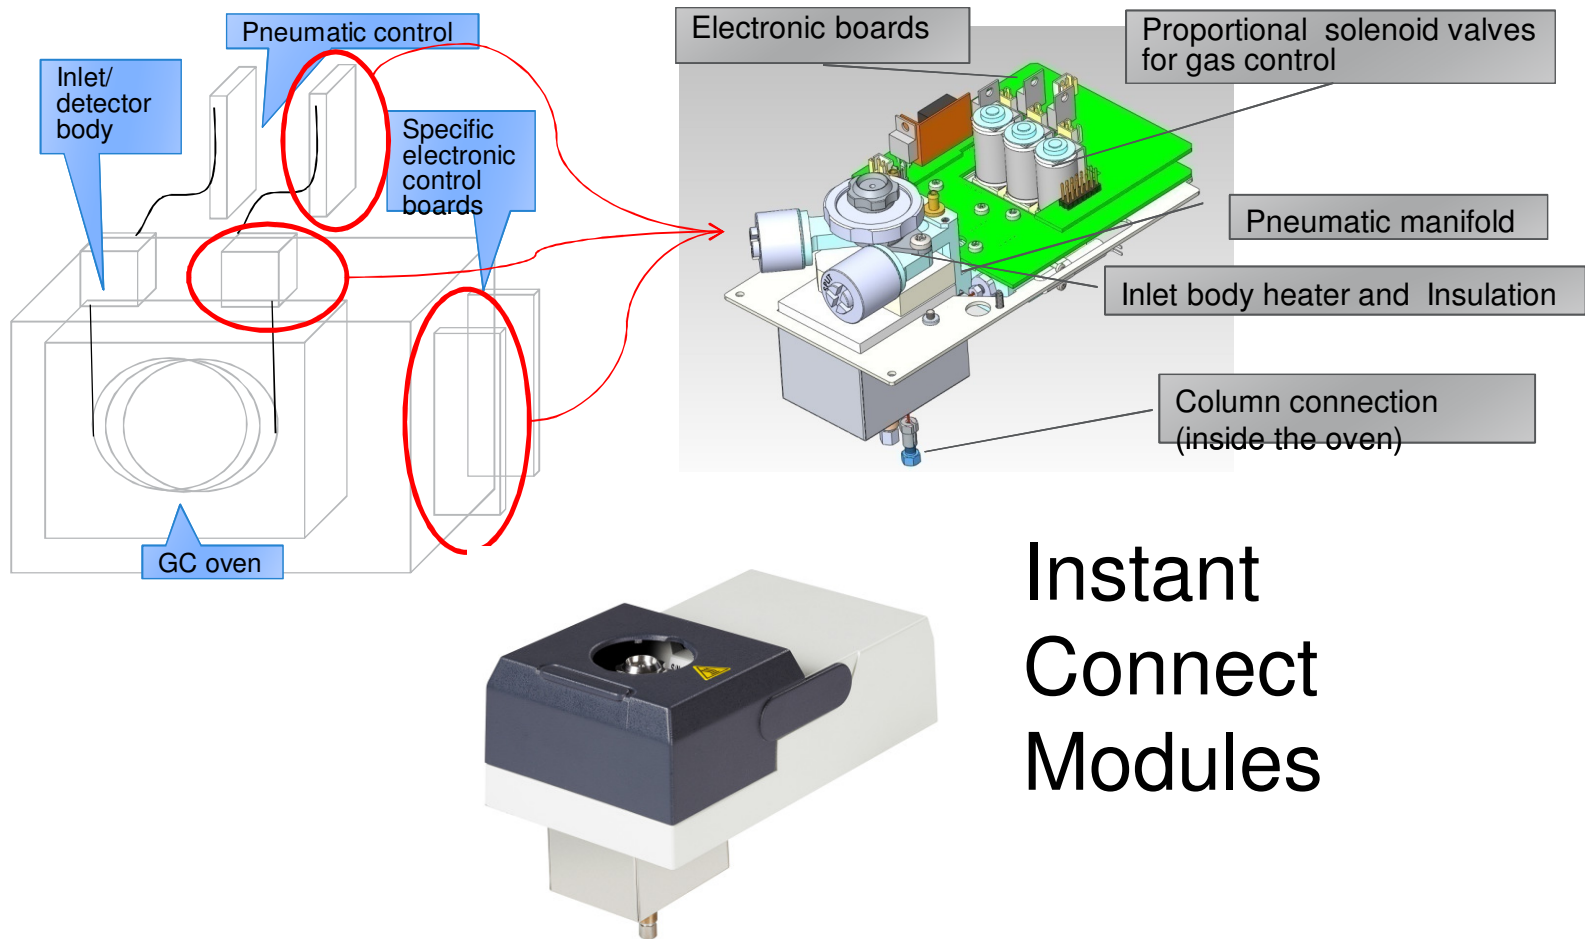 Pneumatic control
Inlet/
detector
body
Specific
electronic
control
boards
GC oven
Electronic boards
Proportional solenoid valves
for gas control
Pneumatic manifold
Inlet body heater and Insulation
Column connection
(inside the oven)
Instant
Connect
Modules